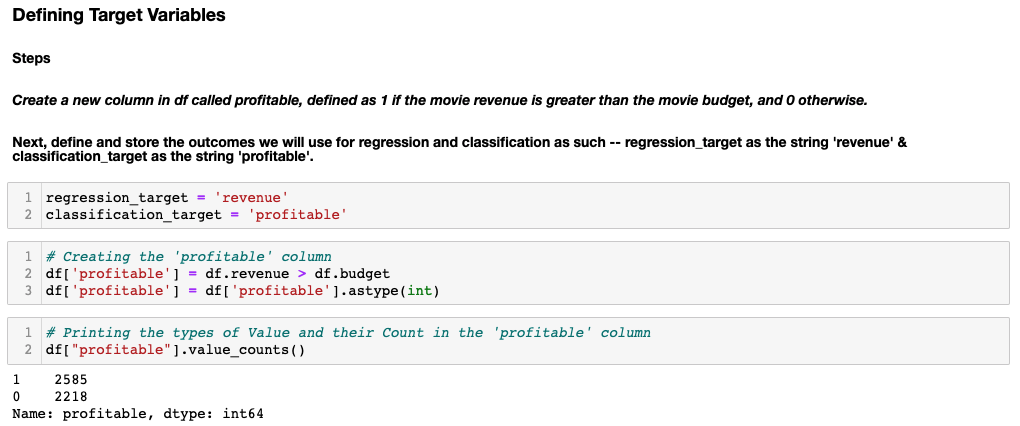 Defining Target Variables
Steps
Create a new column in df called profitable, defined as 1 if the movie revenue is greater than the movie budget, and 0 otherwise.
Next, define and store the outcomes we will use for regression and classification as such -- regression_target as the string 'revenue' &
classification_target as the string 'profitable'.
1 regression_target = 'revenue'
2 classification_target = 'profitable'
1 # Creating the 'profitable' column
2 df['profitable'] = df.revenue > df.budget
3 df['profitable'] = df['profitable'].astype(int)
1 # Printing the types of Value and their Count in the 'profitable' column
2 df["profitable"].value_counts()
1    2585
0    2218
Name: profitable, dtype: int64